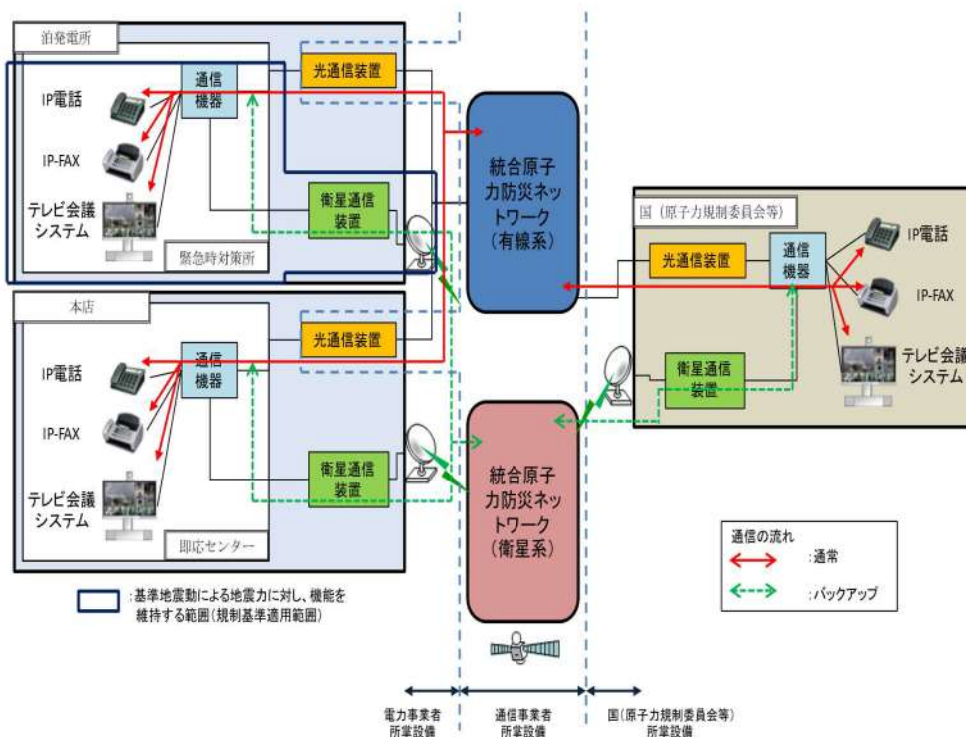 泊発電所
光通信装置
通信
機器
IP電話
IP-FAX
テレビ会議
システム
衛星通信
装置
緊急時対策所
本店
光通信装置
通信
機器
IP電話
IP-FAX
テレビ会議
システム
衛星通信
装置
即応センター
統合原子
力防災ネッ
トワーク
(有線系)
統合原子
力防災ネッ
トワーク
(衛星系)
国(原子力規制委員会等)
光通信装置
通信
機器
IP電話
IP-FAX
テレビ会議
システム
衛星通信
装置
通信の流れ
:通常
:バックアップ
:基準地震動による地震力に対し、機能を
維持する範囲(規制基準適用範囲)
電力事業者
所掌設備
通信事業者
所掌設備
国(原子力規制委員会等)
所掌設備